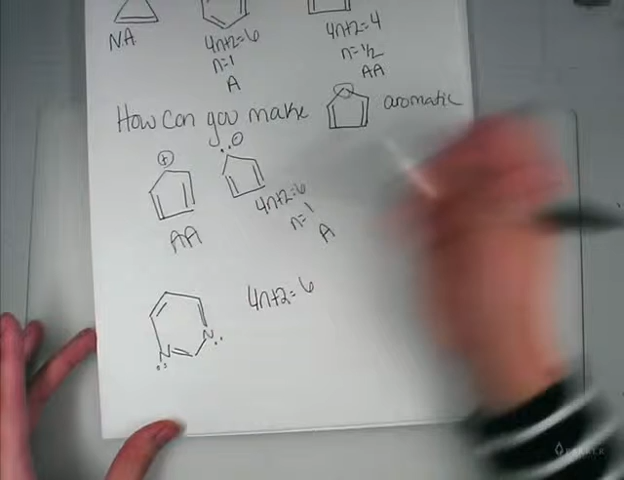 NA
4n+2=6
n=1
A
4n+2=4
n=1/2
AA
How can you make
aromatic
+
AA
4n+2=6
n=1
A
4n+2=6
N
N